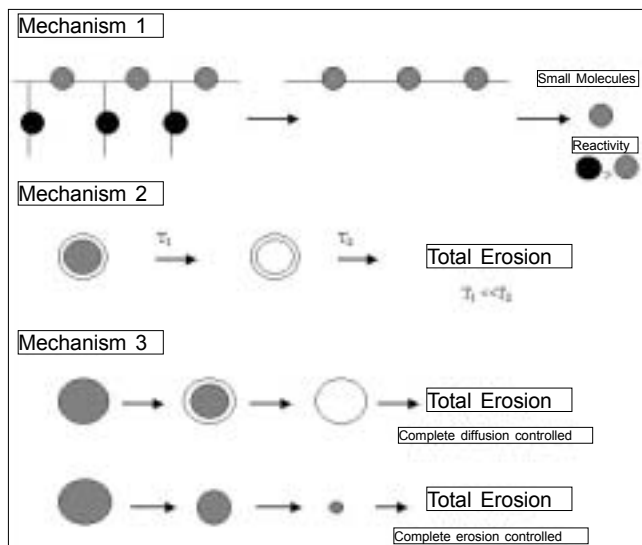 Mechanism 1
Small Molecules
Reactivity
>
Mechanism 2
τ₁
τ₂
Total Erosion
τ₁ <<τ₂
Mechanism 3
Total Erosion
Complete diffusion controlled
Total Erosion
Complete erosion controlled